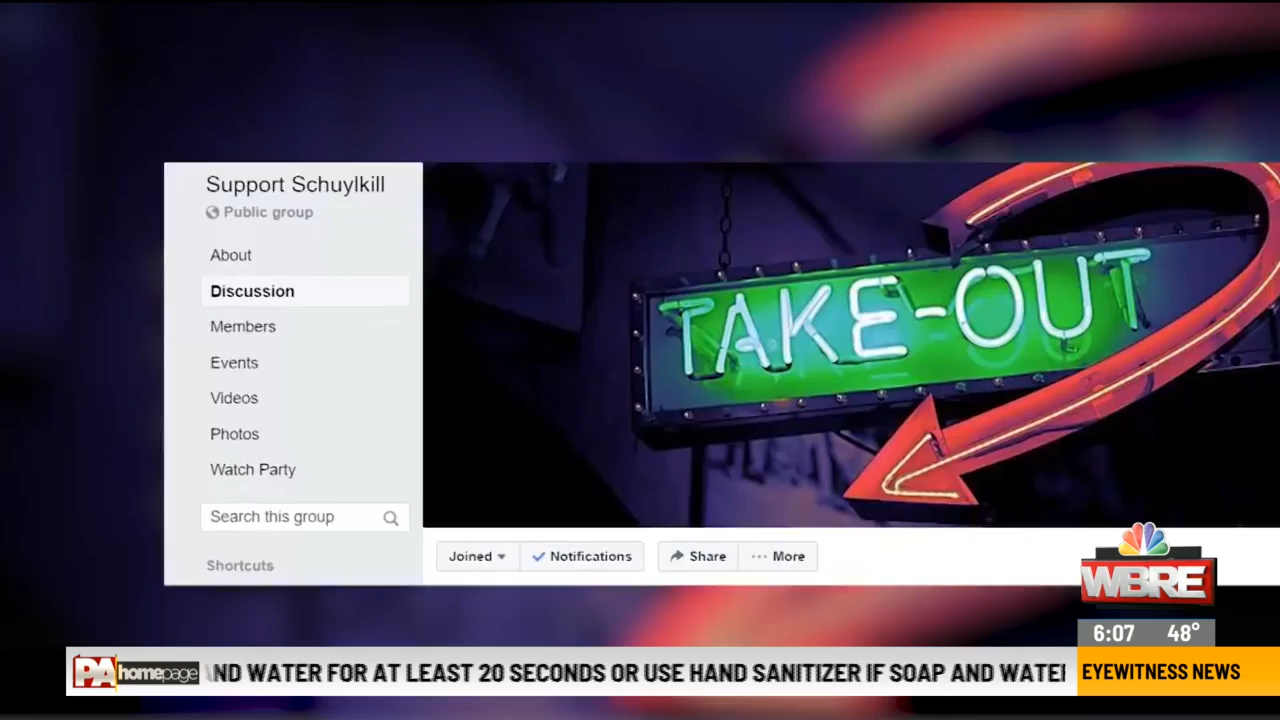 Support Schuylkill
Public group
About
Discussion
Members
Events
Videos
Photos
Watch Party
Search this group
Shortcuts
TAKE-OUT
Joined
Notifications
Share
More
WBRE
6:07 48°
PA homepage
ND WATER FOR AT LEAST 20 SECONDS OR USE HAND SANITIZER IF SOAP AND WATE
EYEWITNESS NEWS